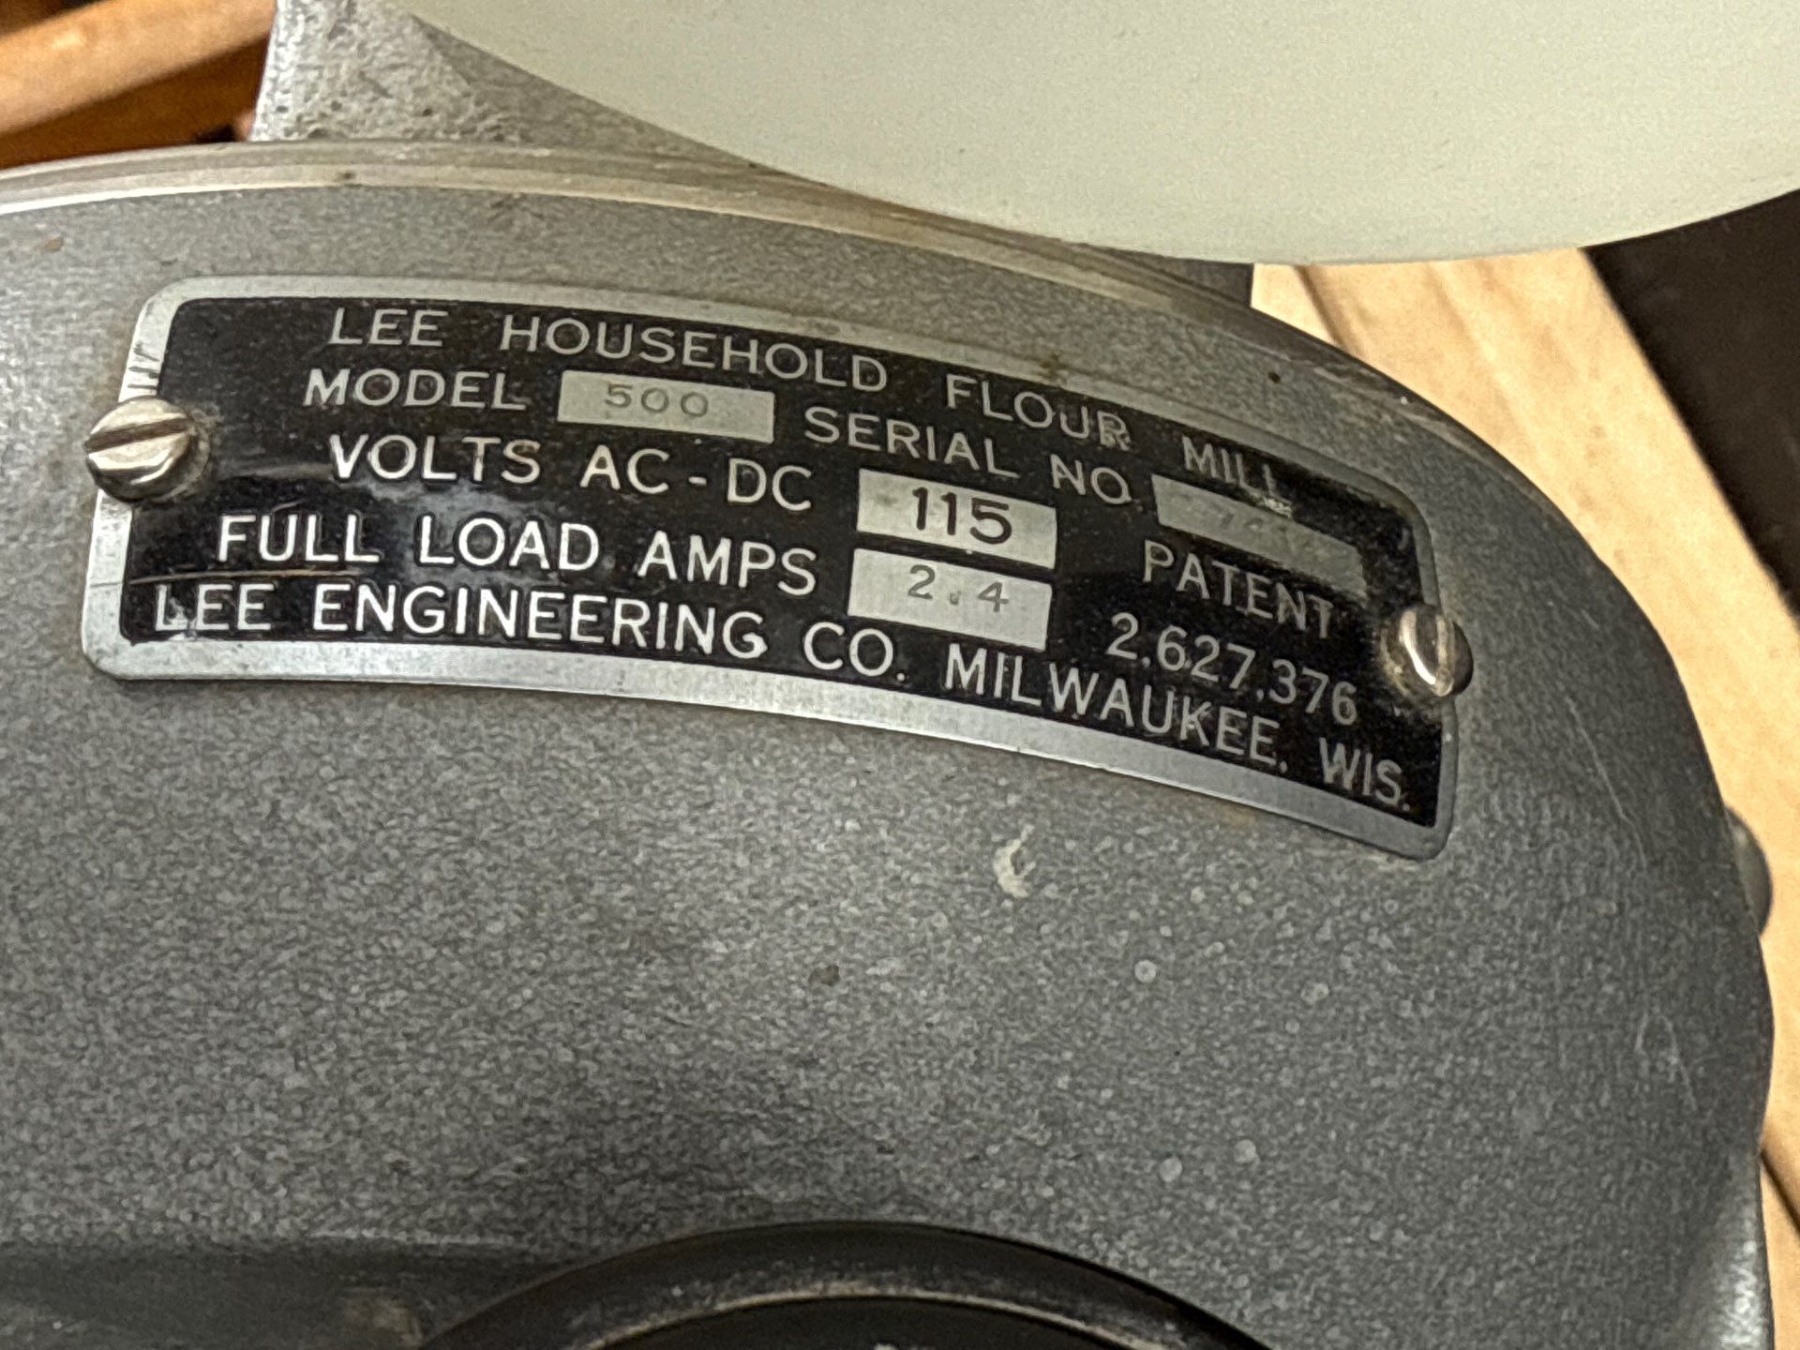 LEE HOUSEHOLD FLOUR MILL
MODEL 500 SERIAL NO.
VOLTS AC-DC 115
FULL LOAD AMPS 2.4
PATENT
2,627,376
LEE ENGINEERING CO. MILWAUKEE, WIS.